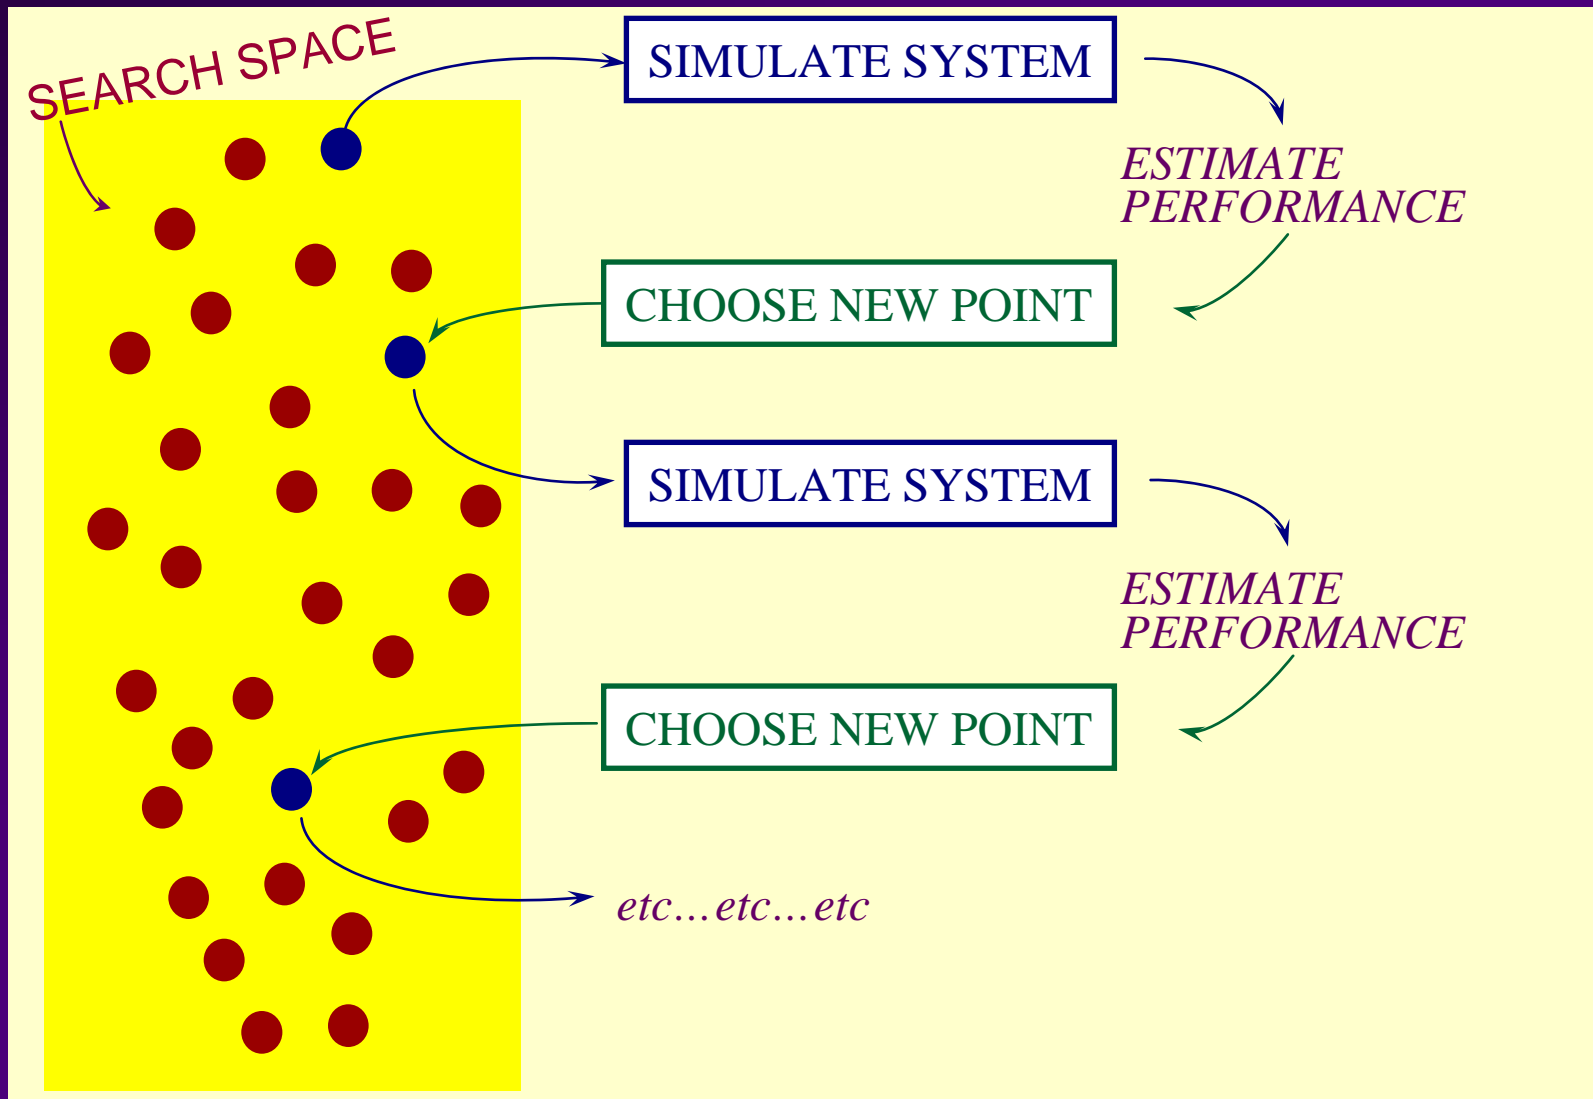 SEARCH SPACE
SIMULATE SYSTEM
ESTIMATE
PERFORMANCE
CHOOSE NEW POINT
SIMULATE SYSTEM
ESTIMATE
PERFORMANCE
CHOOSE NEW POINT
etc…etc…etc